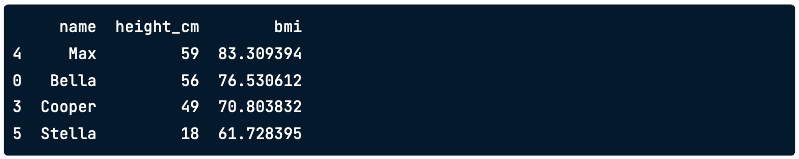 name height_cm bmi
4 Max 59 83.309394
0 Bella 56 76.530612
3 Cooper 49 70.803832
5 Stella 18 61.728395